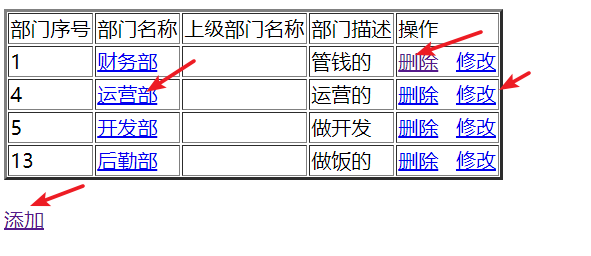 部门序号 部门名称 上级部门名称 部门描述 操作
1 财务部 管钱的 删除 修改
4 运营部 运营的 删除 修改
5 开发部 做开发 删除 修改
13 后勤部 做饭的 删除 修改
添加